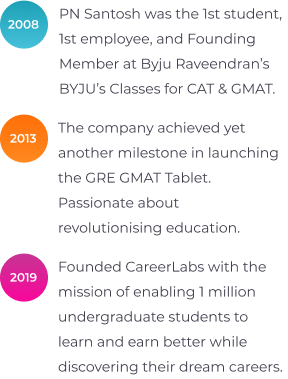 2008
PN Santosh was the 1st student,
1st employee, and Founding
Member at Byju Raveendran's
BYJU's Classes for CAT & GMAT.
2013
The company achieved yet
another milestone in launching
the GRE GMAT Tablet.
Passionate about
revolutionising education.
2019
Founded CareerLabs with the
mission of enabling 1 million
undergraduate students to
learn and earn better while
discovering their dream careers.